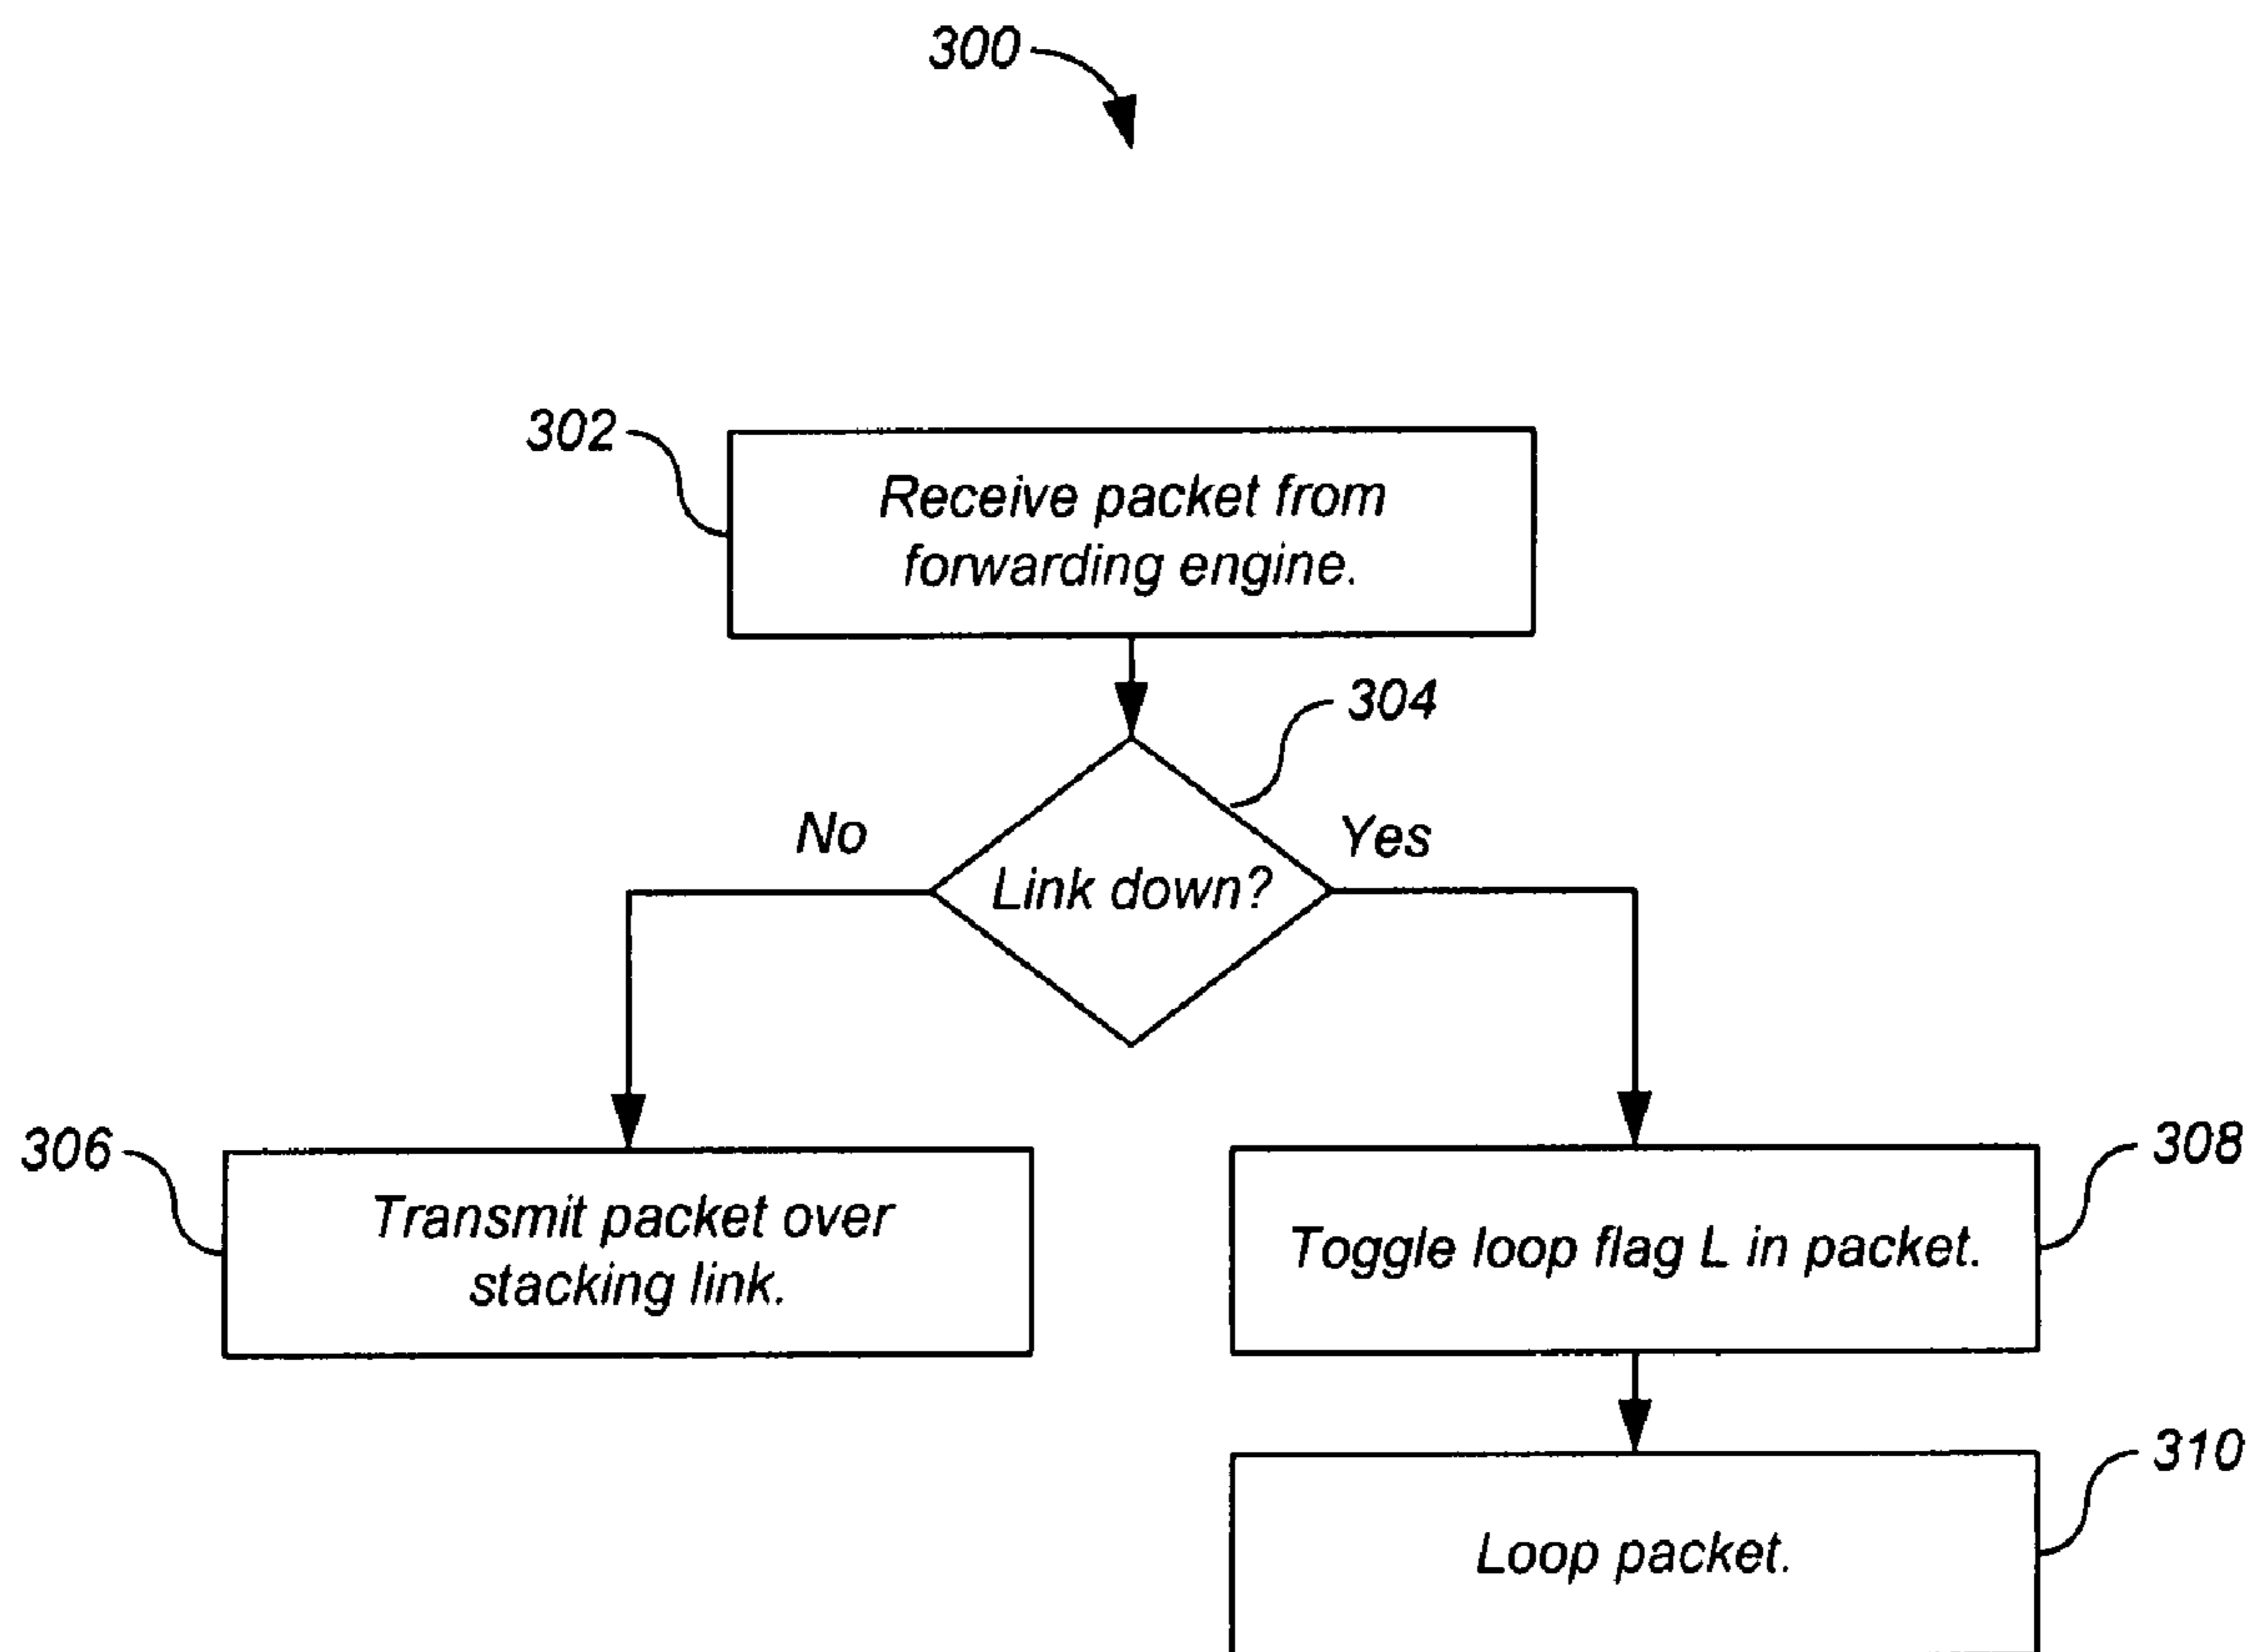 300
302
Receive packet from
forwarding engine.
304
No
Yes
Link down?
306
Transmit packet over
stacking link.
308
Toggle loop flag L in packet.
310
Loop packet.